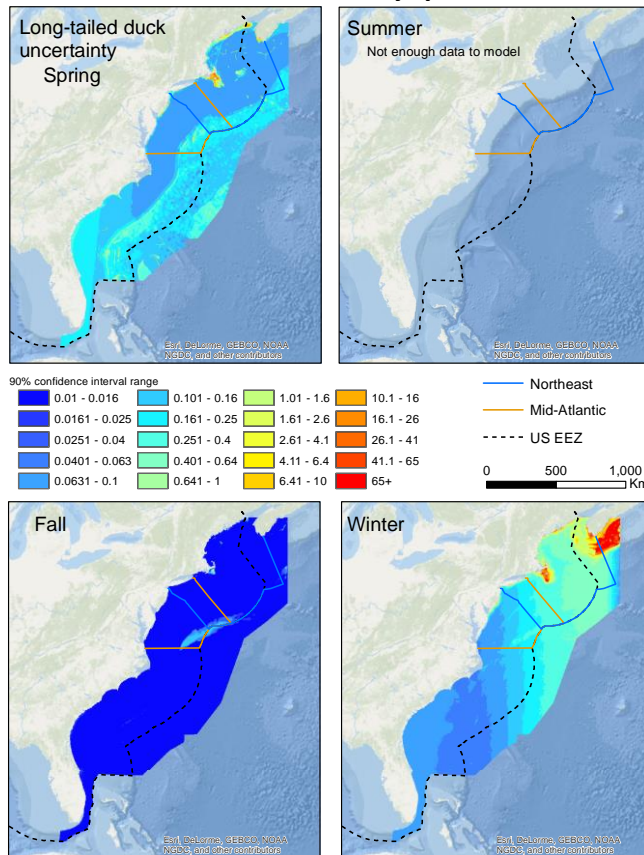 Long-tailed duck
uncertainty
Spring
Esri, DeLorme, GEBCO, NOAA
NGDC, and other contributors
Summer
Not enough data to model
Esri, DeLorme, GEBCO, NOAA
NGDC, and other contributors
90% confidence interval range
0.01 - 0.016
0.0161 - 0.025
0.0251 - 0.04
0.0401 - 0.063
0.0631 - 0.1
0.101 - 0.16
0.161 - 0.25
0.251 - 0.4
0.401 - 0.64
0.641 - 1
1.01 - 1.6
1.61 - 2.6
2.61 - 4.1
4.11 - 6.4
6.41 - 10
10.1 - 16
16.1 - 26
26.1 - 41
41.1 - 65
65+
Northeast
Mid-Atlantic
US EEZ
0 500 1,000
Km
Fall
Esri, DeLorme, GEBCO, NOAA
NGDC, and other contributors
Winter
Esri, DeLorme, GEBCO, NOAA
NGDC, and other contributors